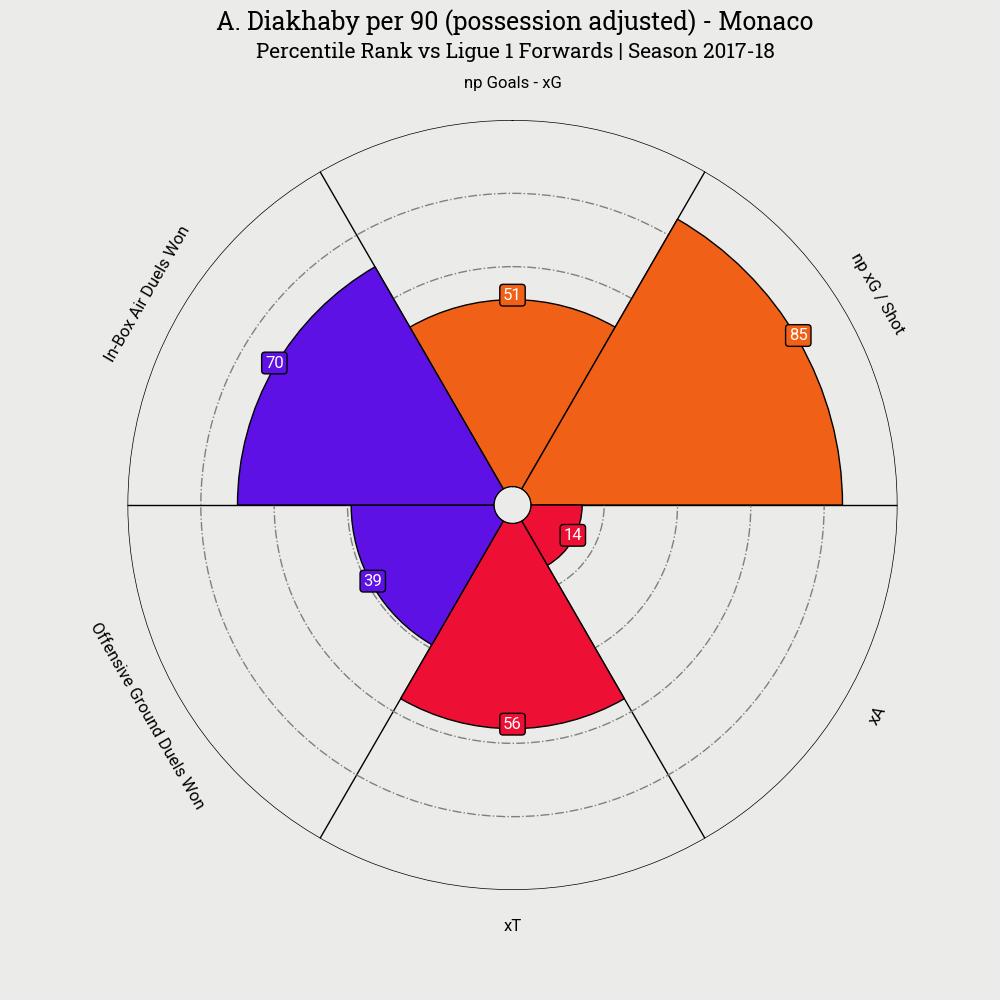 A. Diakhaby per 90 (possession adjusted) - Monaco
Percentile Rank vs Ligue 1 Forwards | Season 2017-18
np Goals - xG
np xG / Shot
In-Box Air Duels Won
51
85
70
14
39
56
Offensive Ground Duels Won
xA
xT